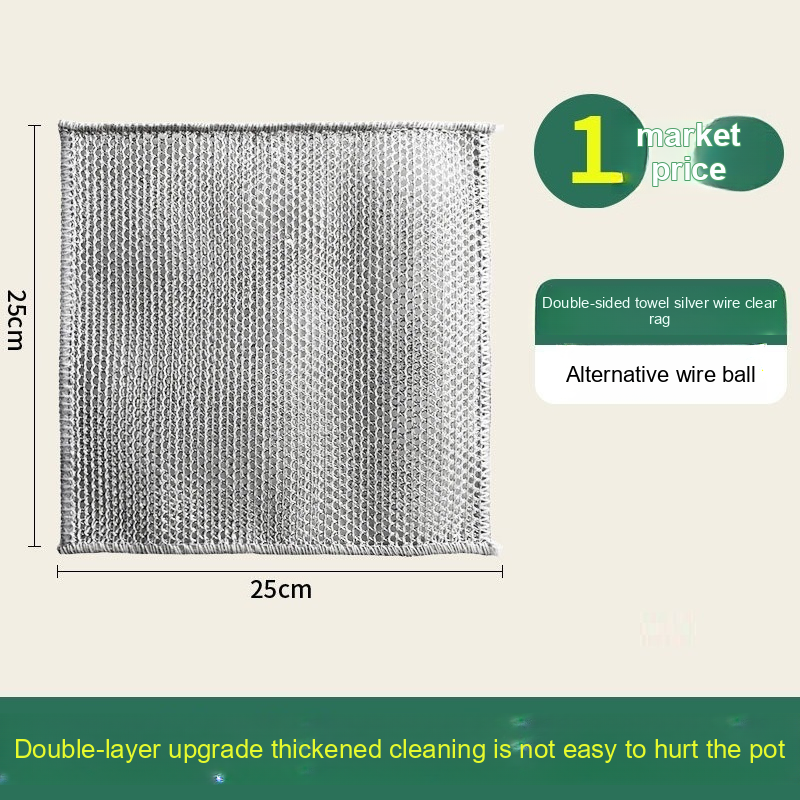 1 market
price
Double-sided towel silver wire clear
rag
Alternative wire ball
25cm
25cm
Double-layer upgrade thickened cleaning is not easy to hurt the pot